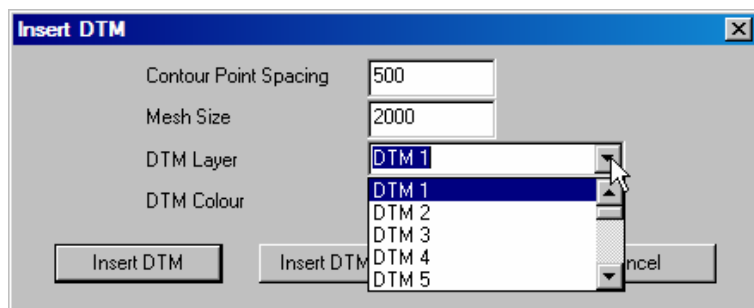 Insert DTM
Contour Point Spacing 500
Mesh Size 2000
DTM Layer DTM 1
DTM Colour
DTM 1
DTM 2
DTM 3
DTM 4
DTM 5
Insert DTM Insert DTM ncel